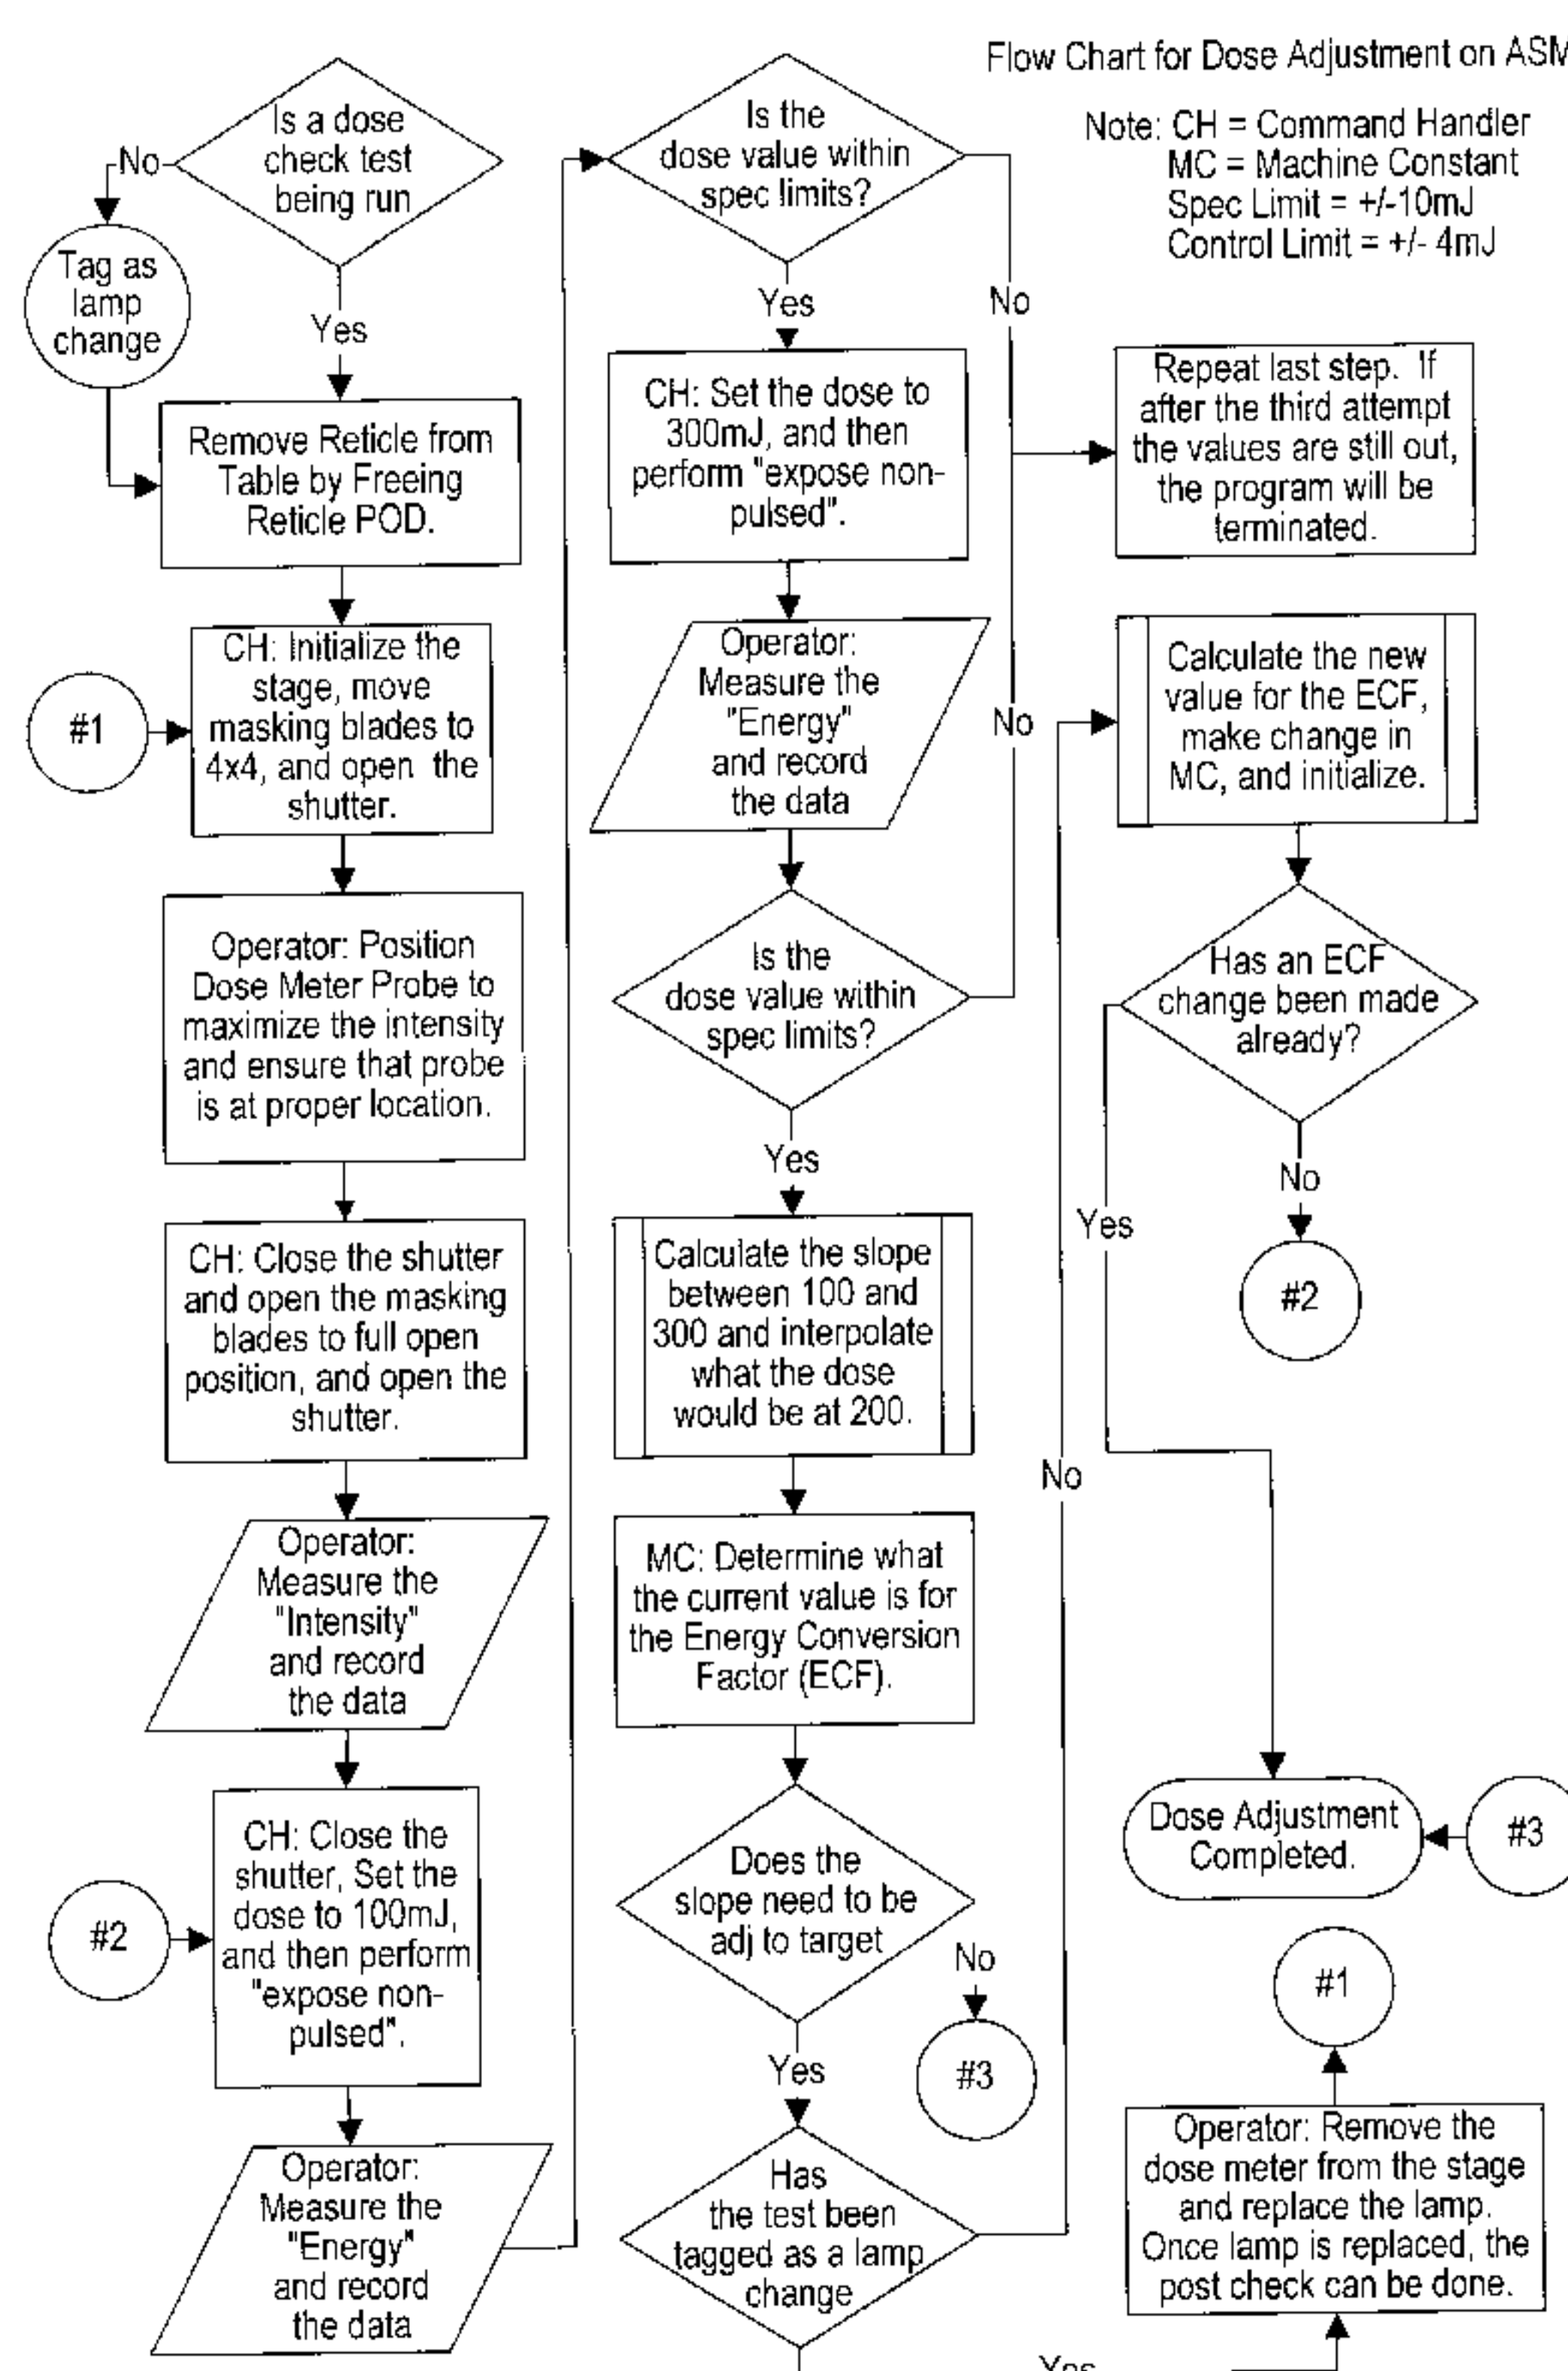 Flow Chart for Dose Adjustment on ASM
Note: CH = Command Handler
MC = Machine Constant
Spec Limit = +/-10mJ
Control Limit = +/- 4mJ
Is a dose
check test
being run
No
Tag as
lamp
change
Yes
Remove Reticle from
Table by Freeing
Reticle POD.
#1
CH: Initialize the
stage, move
masking blades to
4x4, and open the
shutter.
Operator: Position
Dose Meter Probe to
maximize the intensity
and ensure that probe
is at proper location.
CH: Close the shutter
and open the masking
blades to full open
position, and open the
shutter.
Operator:
Measure the
"Intensity"
and record
the data
#2
CH: Close the
shutter, Set the
dose to 100mJ,
and then perform
"expose non-
pulsed".
Operator:
Measure the
"Energy"
and record
the data
Is the
dose value within
spec limits?
Yes
No
CH: Set the dose to
300mJ, and then
perform "expose non-
pulsed".
Operator:
Measure the
"Energy"
and record
the data
No
Is the
dose value within
spec limits?
Yes
Calculate the slope
between 100 and
300 and interpolate
what the dose
would be at 200.
MC: Determine what
the current value is for
the Energy Conversion
Factor (ECF).
Does the
slope need to be
adj to target
No
#3
Yes
Has
the test been
tagged as a lamp
change
No
Yes
Repeat last step. If
after the third attempt
the values are still out,
the program will be
terminated.
Calculate the new
value for the ECF,
make change in
MC, and initialize.
Has an ECF
change been made
already?
No
Yes
#2
Dose Adjustment
Completed.
#3
#1
Operator: Remove the
dose meter from the stage
and replace the lamp.
Once lamp is replaced, the
post check can be done.